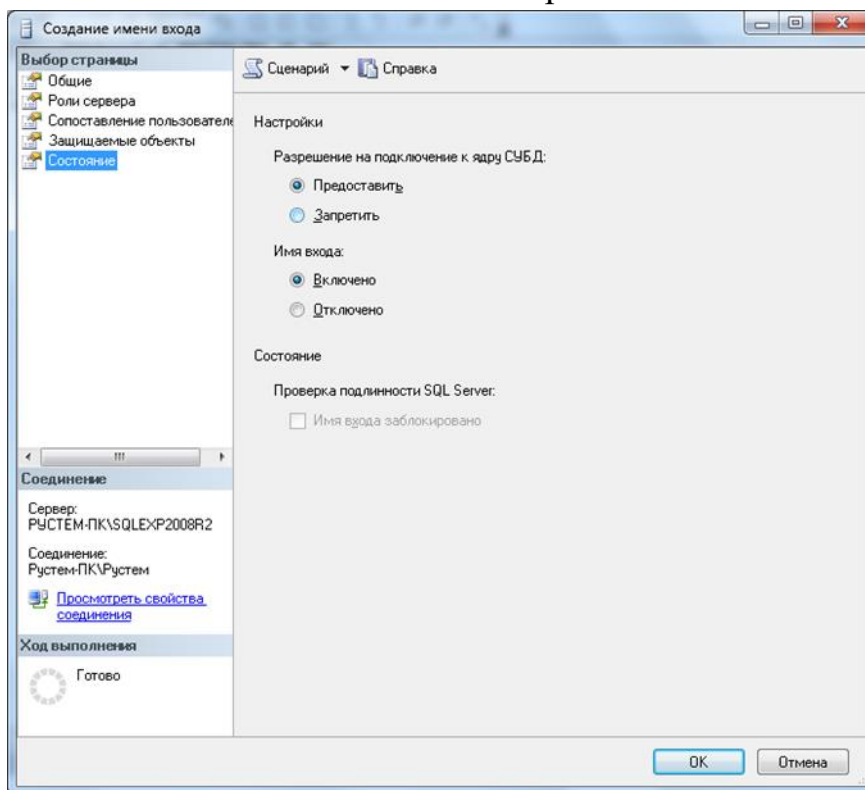 Создание имени входа
Выбор страницы
Общие
Роли сервера
Сопоставление пользователе
Защищаемые объекты
Состояние
Сценарий
Справка
Настройки
Разрешение на подключение к ядру СУБД:
Предоставить
Запретить
Имя входа:
Включено
Отключено
Состояние
Проверка подлинности SQL Server:
Имя входа заблокировано
Соединение
Сервер:
РУСТЕМ-ПК\SQLEXP2008R2
Соединение:
Рустем-ПК\Рустем
Просмотреть свойства
соединения
Ход выполнения
Готово
OK
Отмена